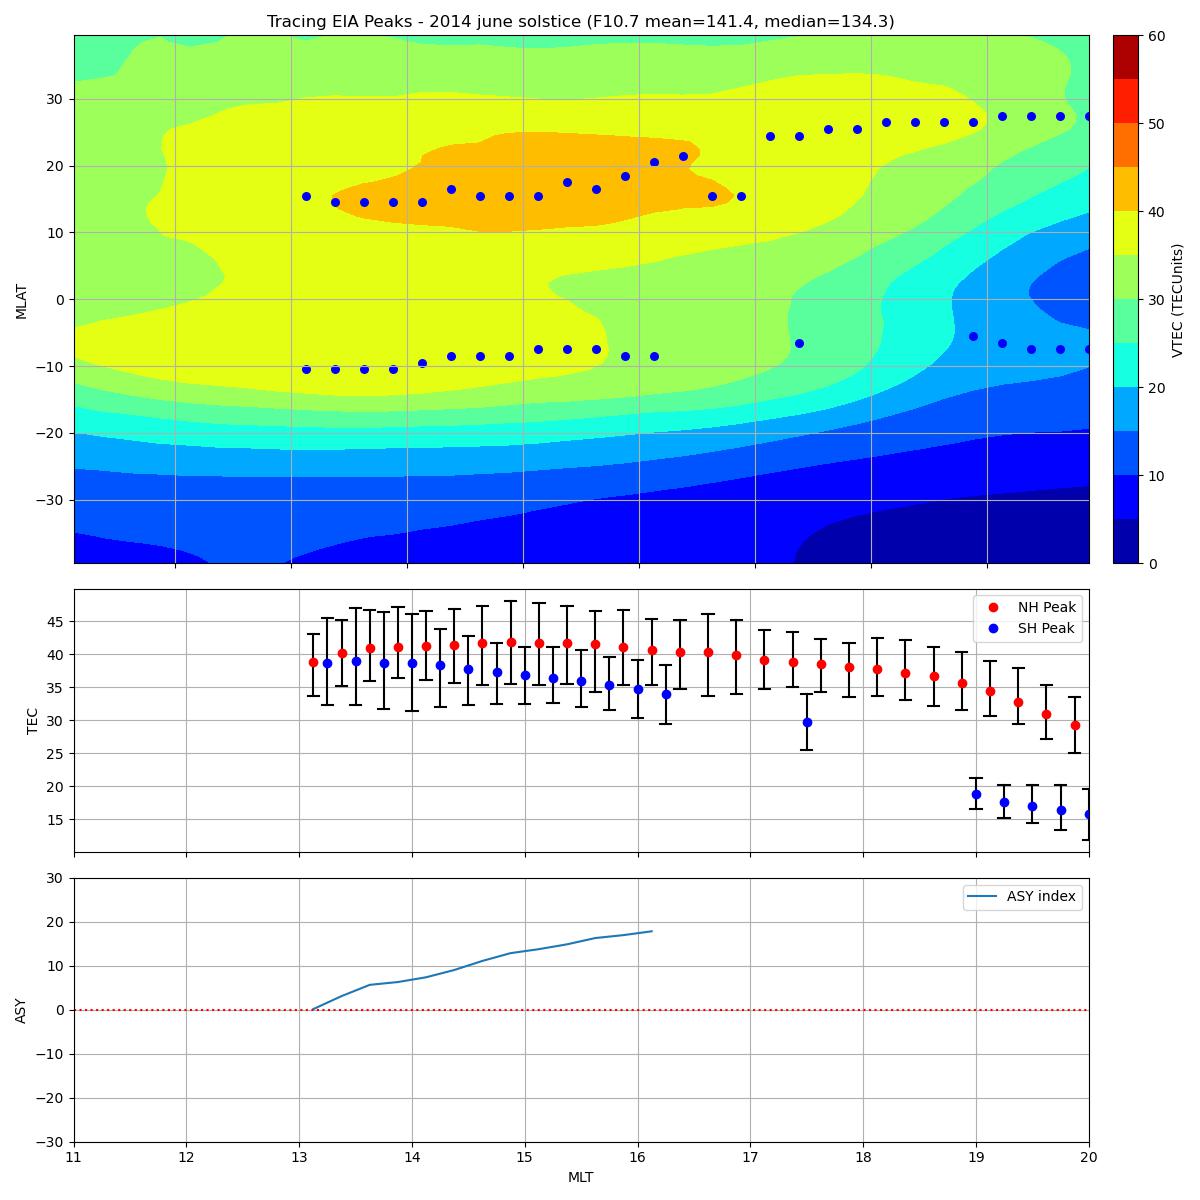 Tracing EIA Peaks - 2014 june solstice (F10.7 mean=141.4, median=134.3)
30
20
10
0
−10
−20
−30
MLAT
60
50
40
30
20
10
0
VTEC (TECUnits)
45
40
35
30
25
20
15
TEC
NH Peak
SH Peak
30
20
10
0
−10
−20
−30
ASY
ASY index
11 12 13 14 15 16 17 18 19 20
MLT